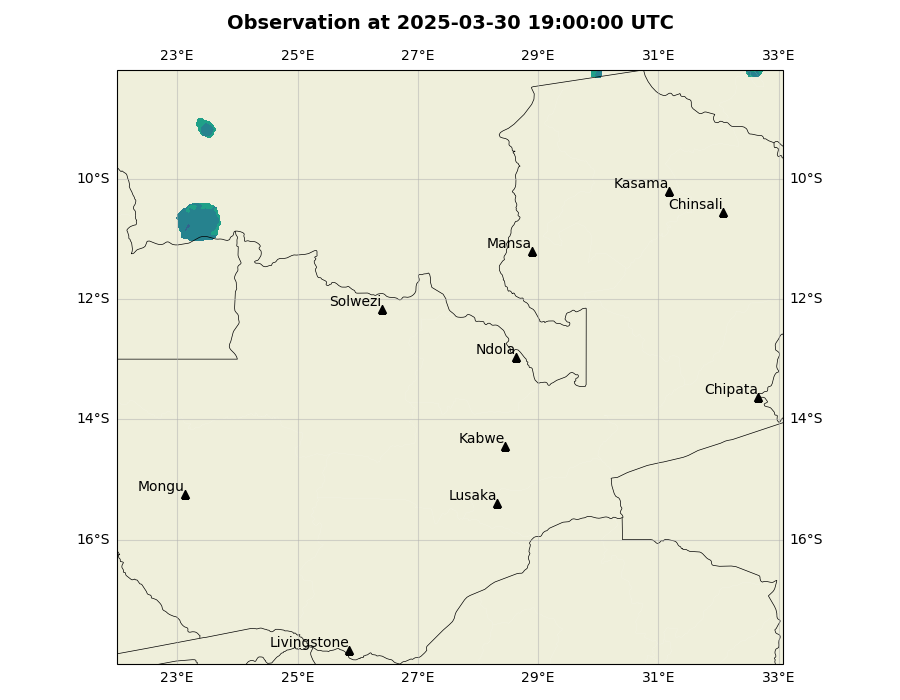 Observation at 2025-03-30 19:00:00 UTC
23°E 25°E 27°E 29°E 31°E 33°E
10°S 10°S
Kasama
Chinsali
Mansa
12°S 12°S
Solwezi
Ndola
Chipata
14°S 14°S
Kabwe
Mongu
Lusaka
16°S 16°S
Livingstone
23°E 25°E 27°E 29°E 31°E 33°E